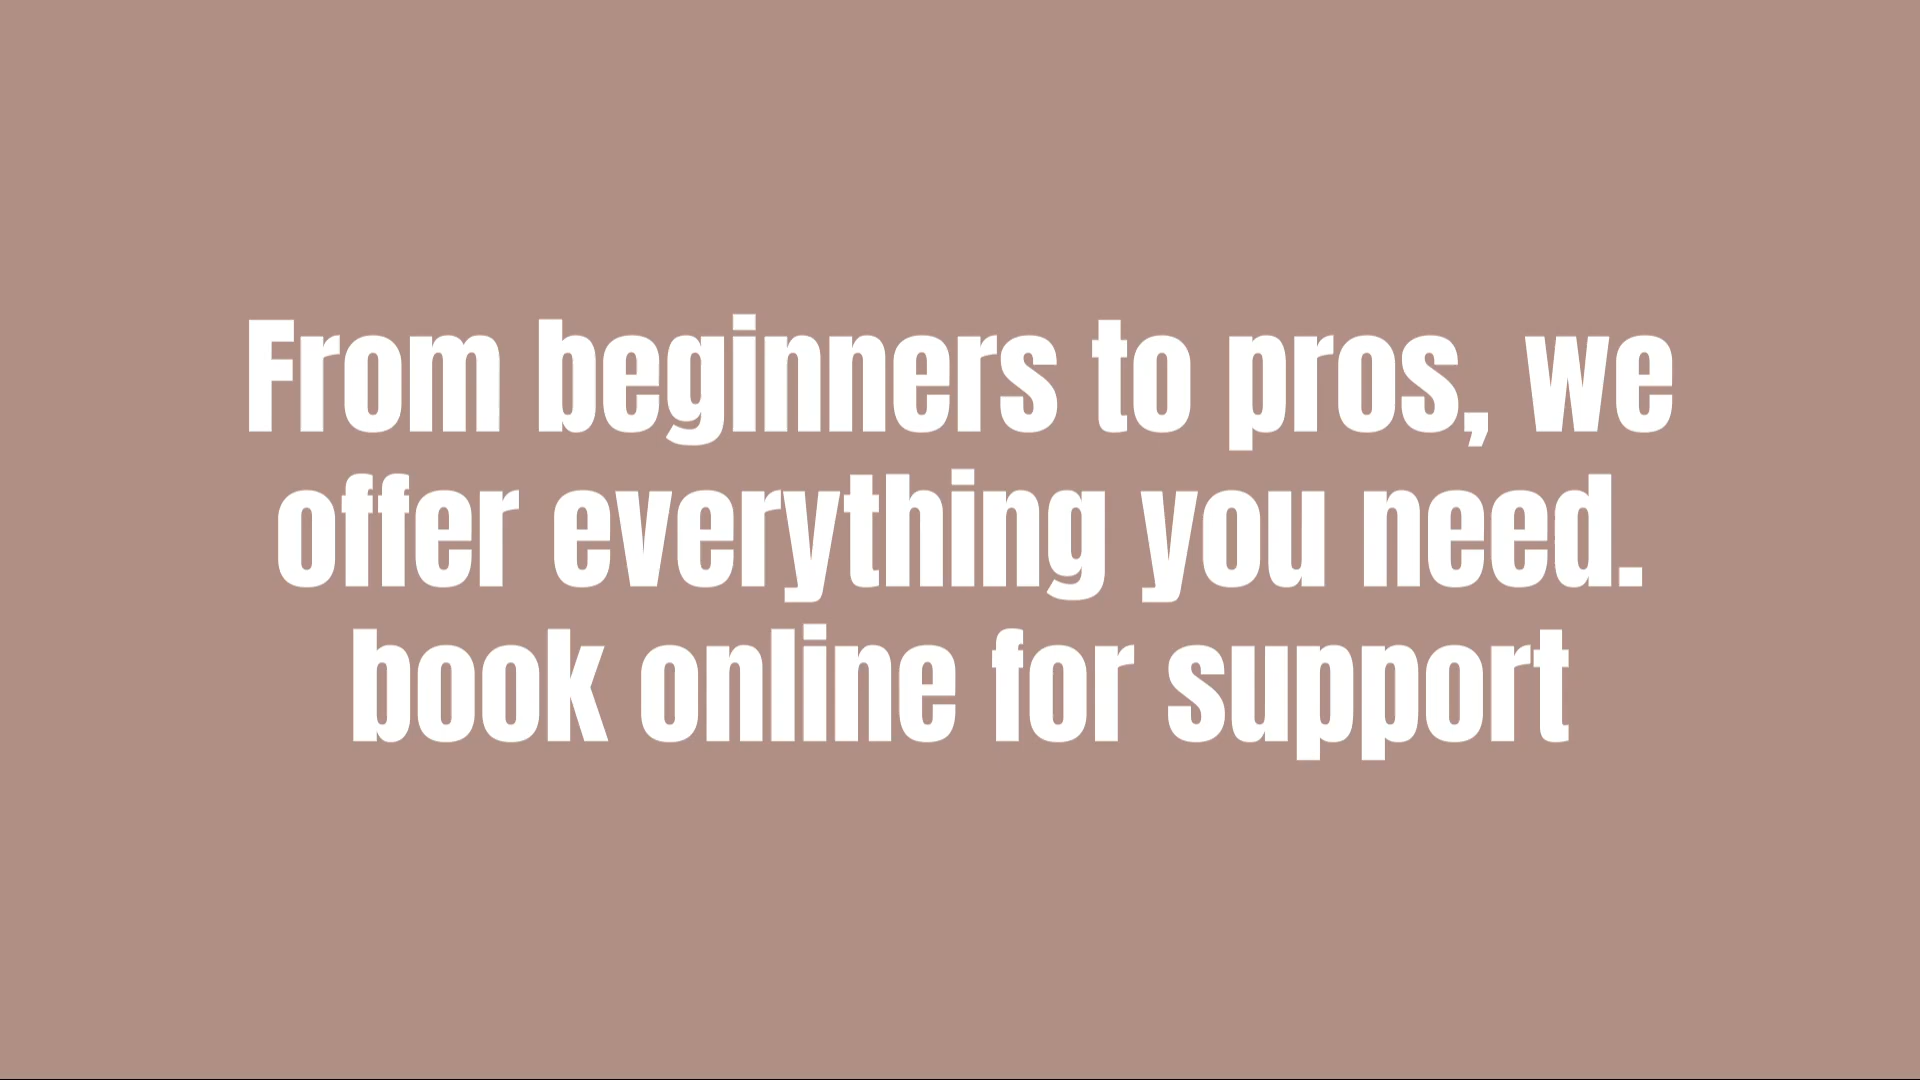 From beginners to pros, we
offer everything you need.
book online for support